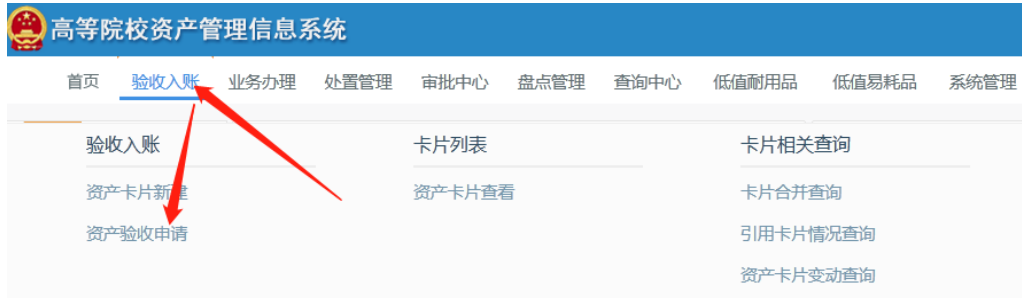 高等院校资产管理信息系统
首页 验收入账 业务办理 处置管理 审批中心 盘点管理 查询中心 低值耐用品 低值易耗品 系统管理
验收入账 卡片列表 卡片相关查询
资产卡片新建 资产卡片查看 卡片合并查询
资产验收申请 引用卡片情况查询
资产卡片变动查询